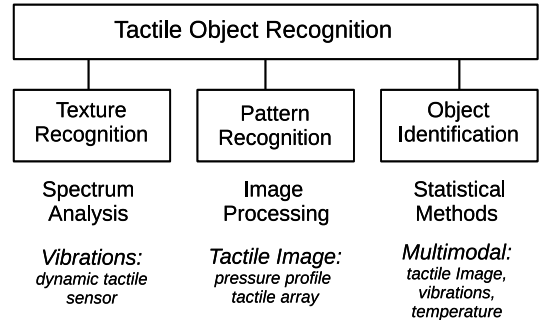 Tactile Object Recognition
Texture
Recognition
Pattern
Recognition
Object
Identification
Spectrum
Analysis
Image
Processing
Statistical
Methods
Vibrations:
dynamic tactile
sensor
Tactile Image:
pressure profile
tactile array
Multimodal:
tactile Image,
vibrations,
temperature